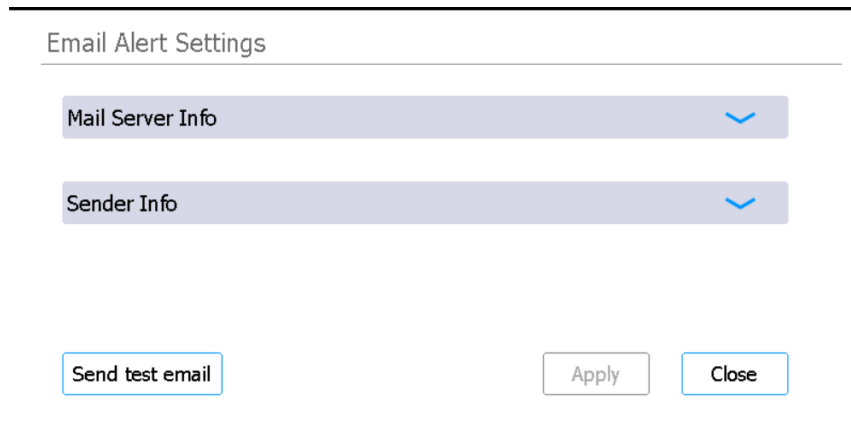 Email Alert Settings
Mail Server Info
Sender Info
Send test email
Apply
Close